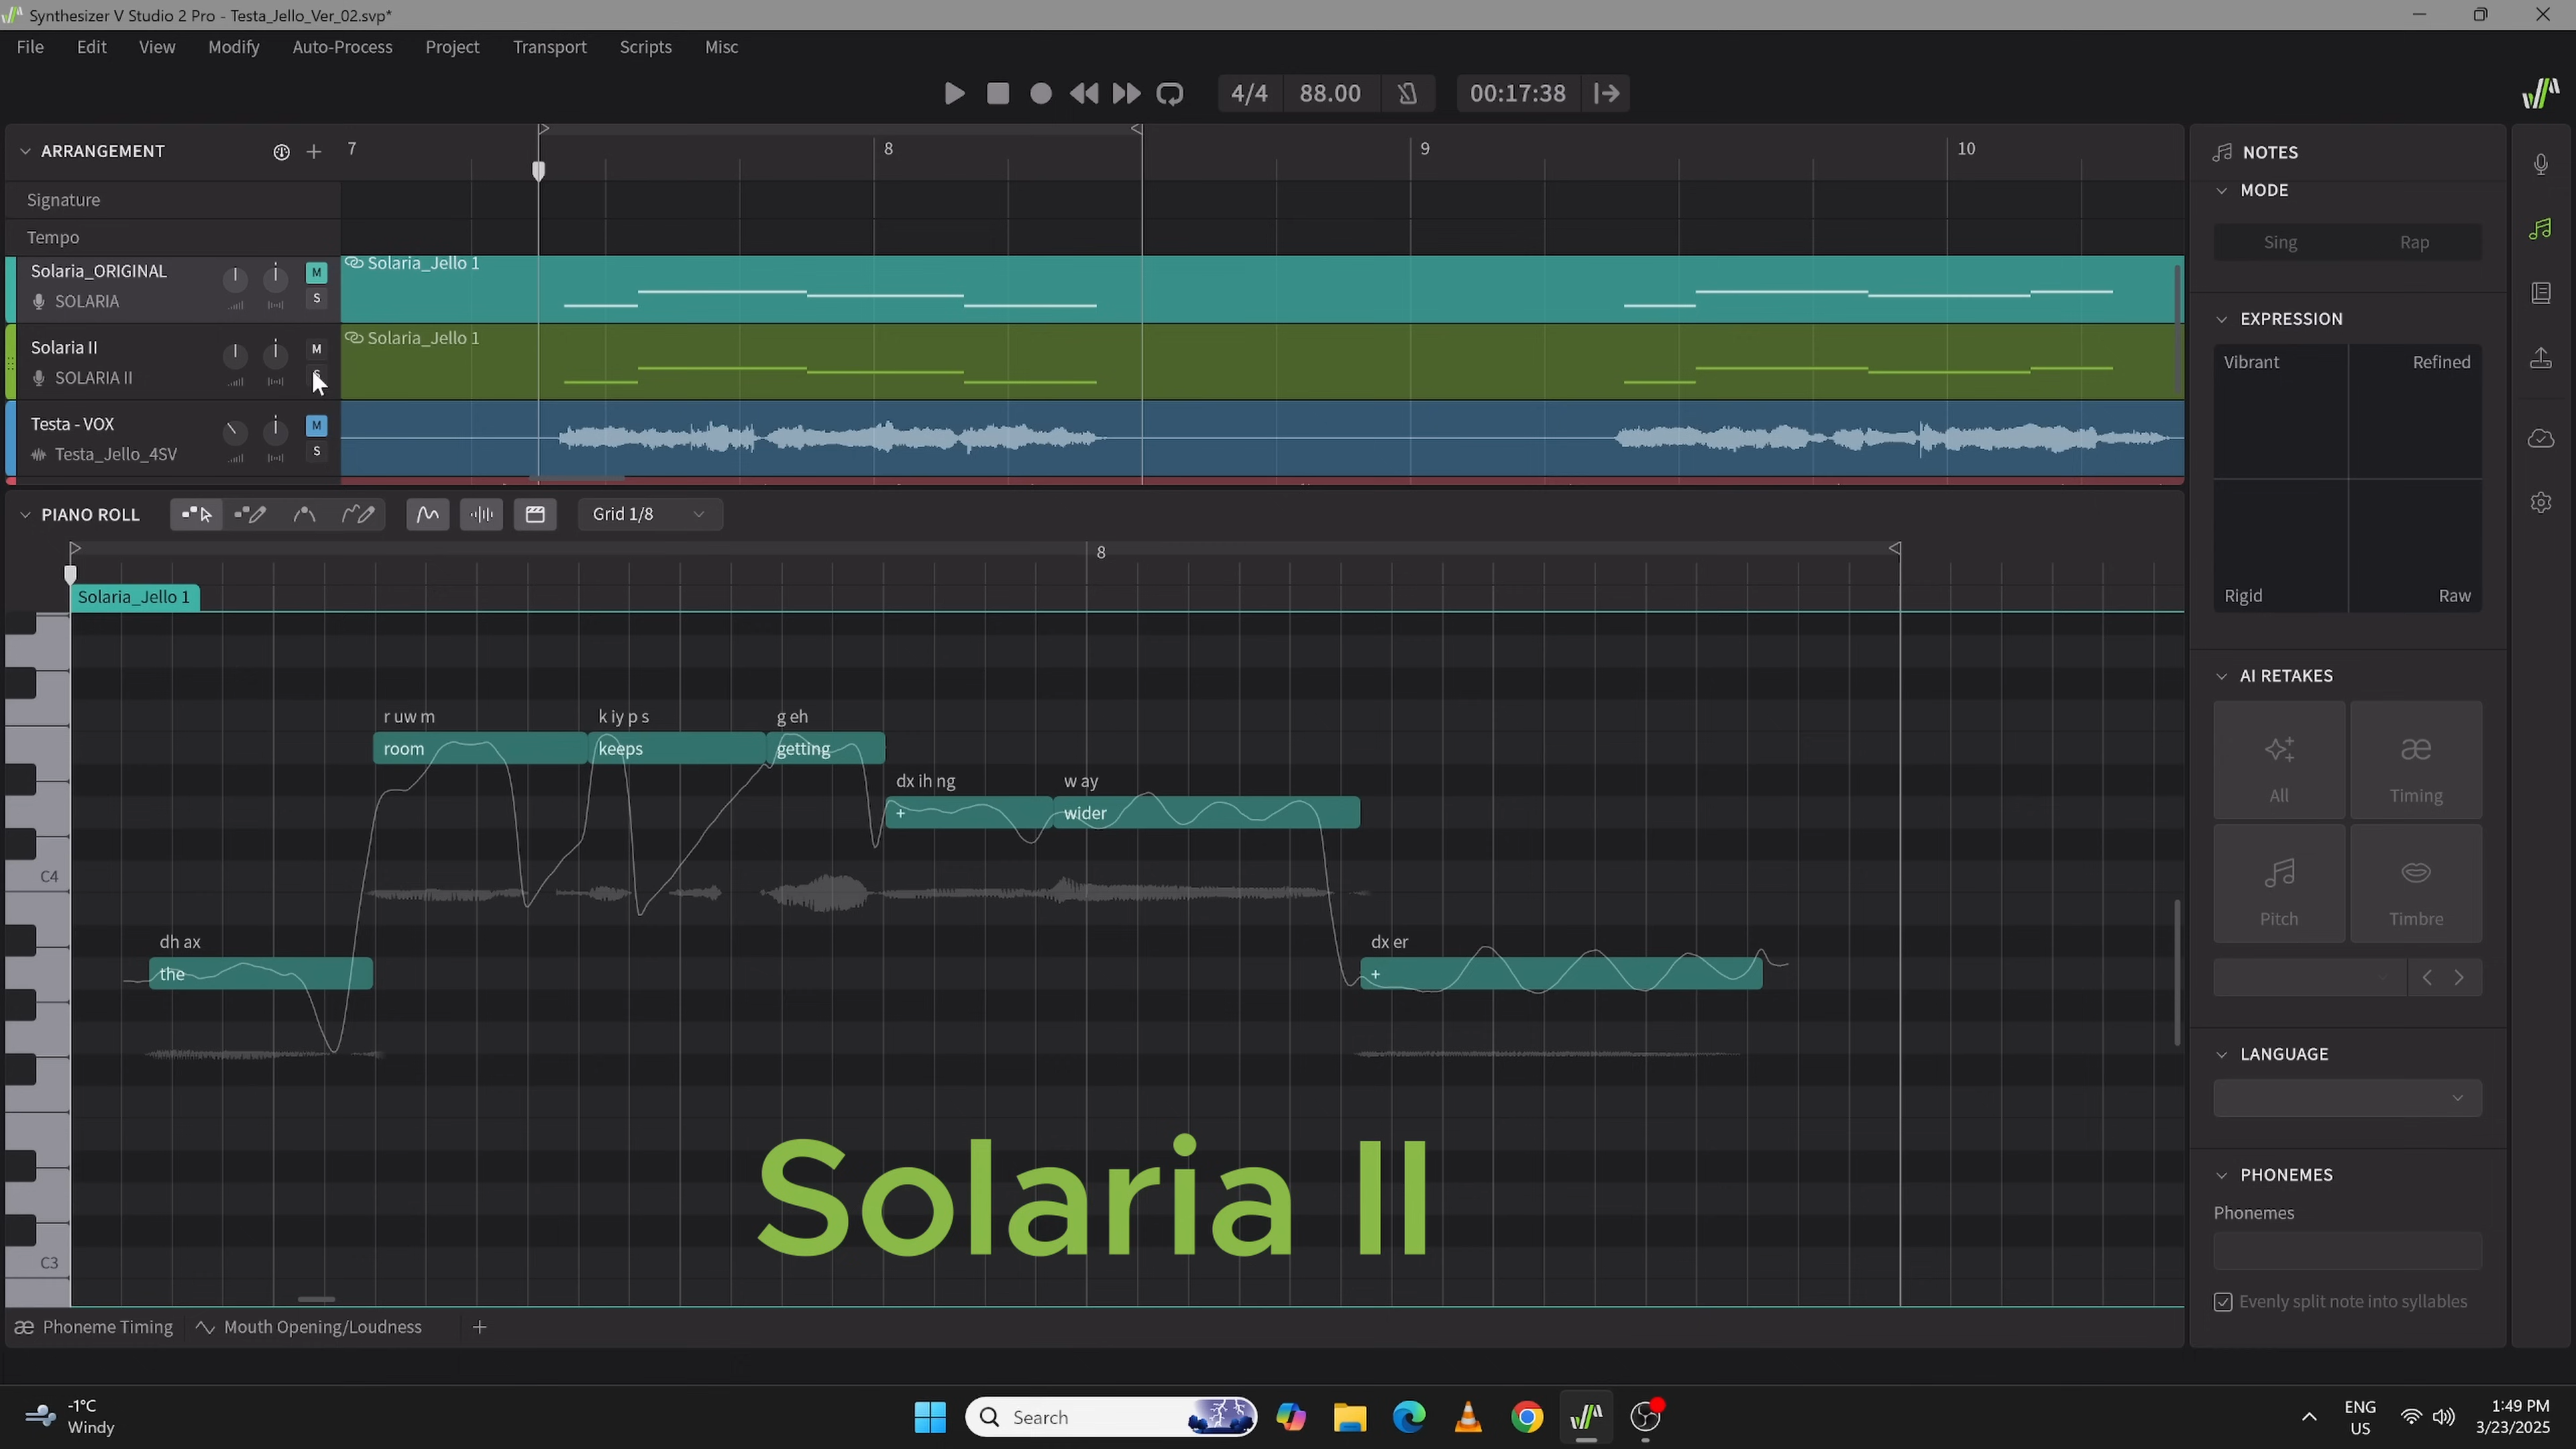 Synthesizer V Studio 2 Pro - Testa_Jello_Ver_02.svp*
File Edit View Modify Auto-Process Project Transport Scripts Misc
4/4 88.00 00:17:38
ARRANGEMENT
7 8 9 10
Signature
Tempo
Solaria_ORIGINAL M
SOLARIA S
Solaria_Jello 1
Solaria II M
SOLARIA II
Solaria_Jello 1
Testa - VOX M
Testa_Jello_4SV S
PIANO ROLL
Grid 1/8
8
Solaria_Jello 1
r uw m k iy p s g eh
room keeps getting
dx ih ng w ay
+ wider
C4
dh ax dx er
the +
Solaria II
C3
æ Phoneme Timing Mouth Opening/Loudness +
NOTES
MODE
Sing Rap
EXPRESSION
Vibrant Refined
Rigid Raw
AI RETAKES
æ
All Timing
Pitch Timbre
LANGUAGE
PHONEMES
Phonemes
Evenly split note into syllables
-1°C
Windy
Search
ENG
US
1:49 PM
3/23/2025